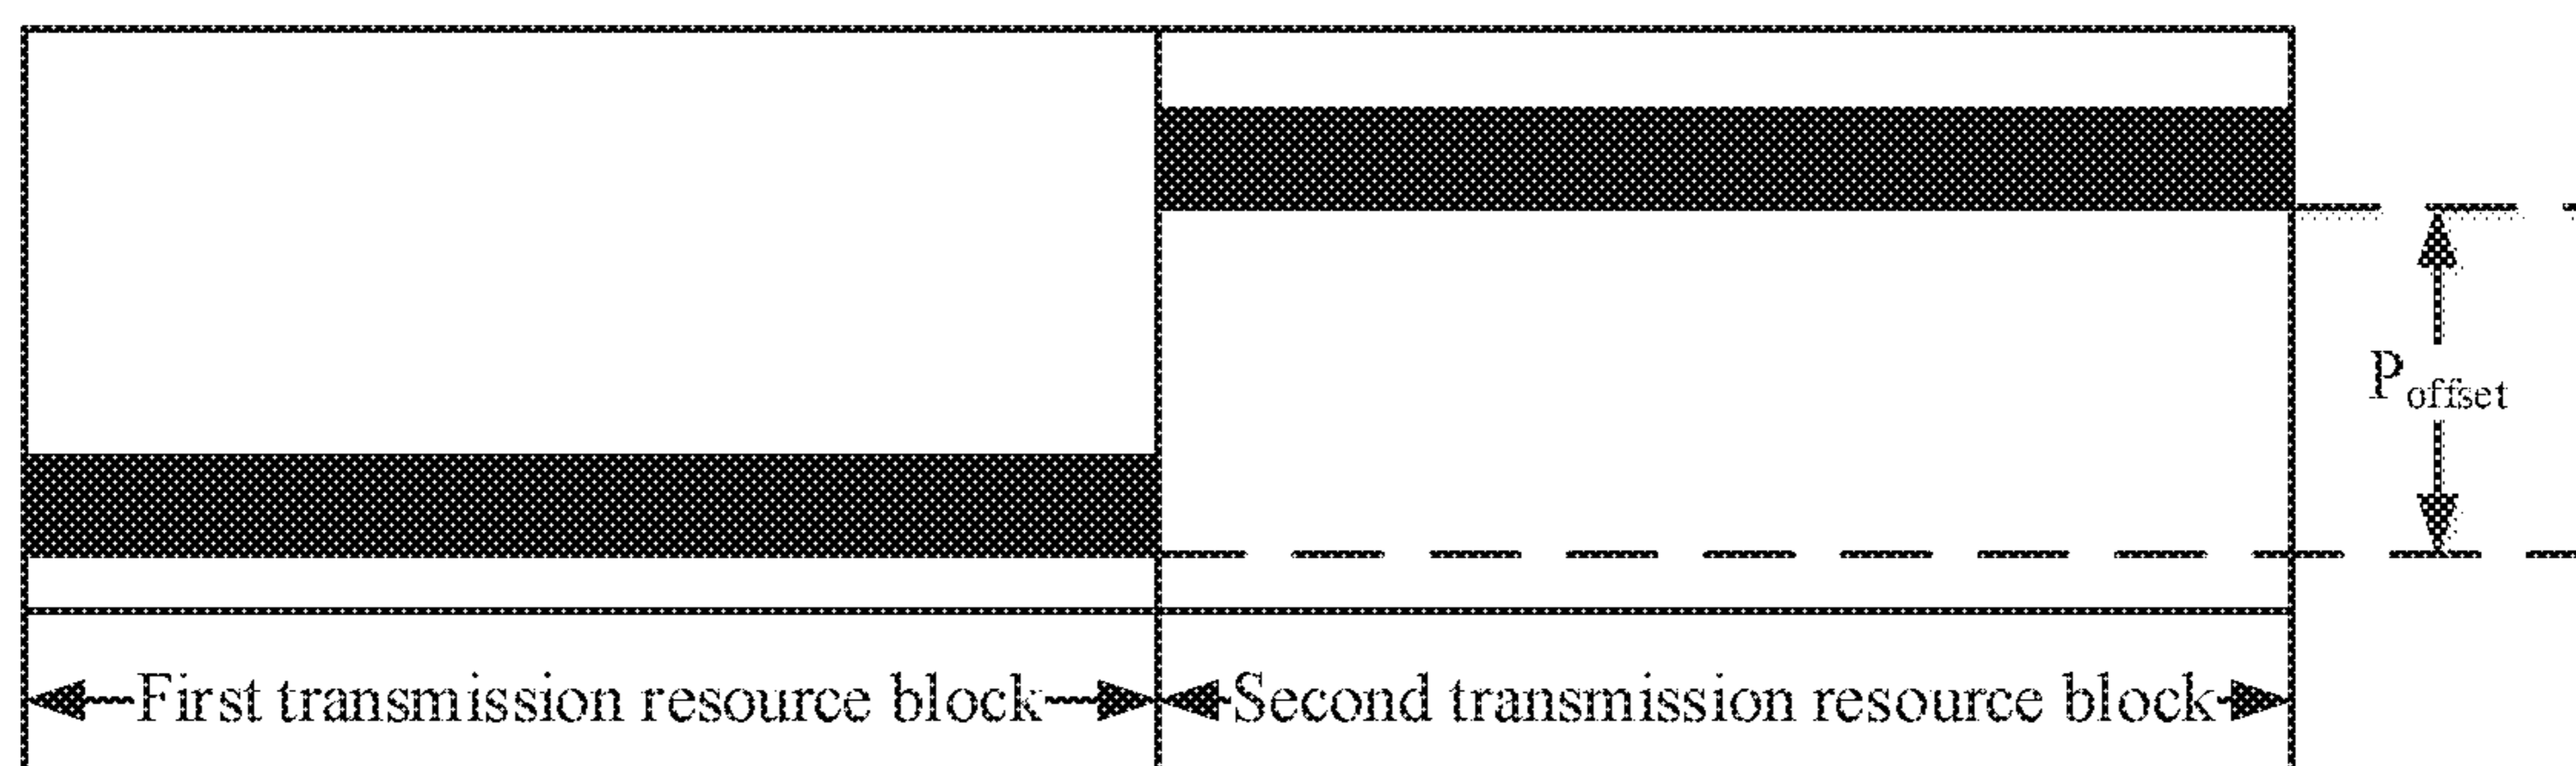 P_offset
First transmission resource block
Second transmission resource block